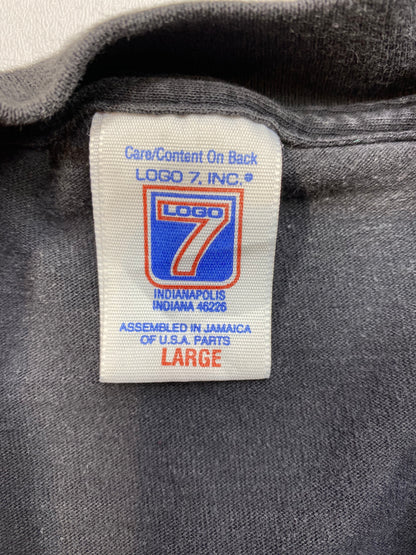 Care/Content On Back
LOGO 7, INC.®
LOGO
7
INDIANAPOLIS
INDIANA 46226
ASSEMBLED IN JAMAICA
OF U.S.A. PARTS
LARGE